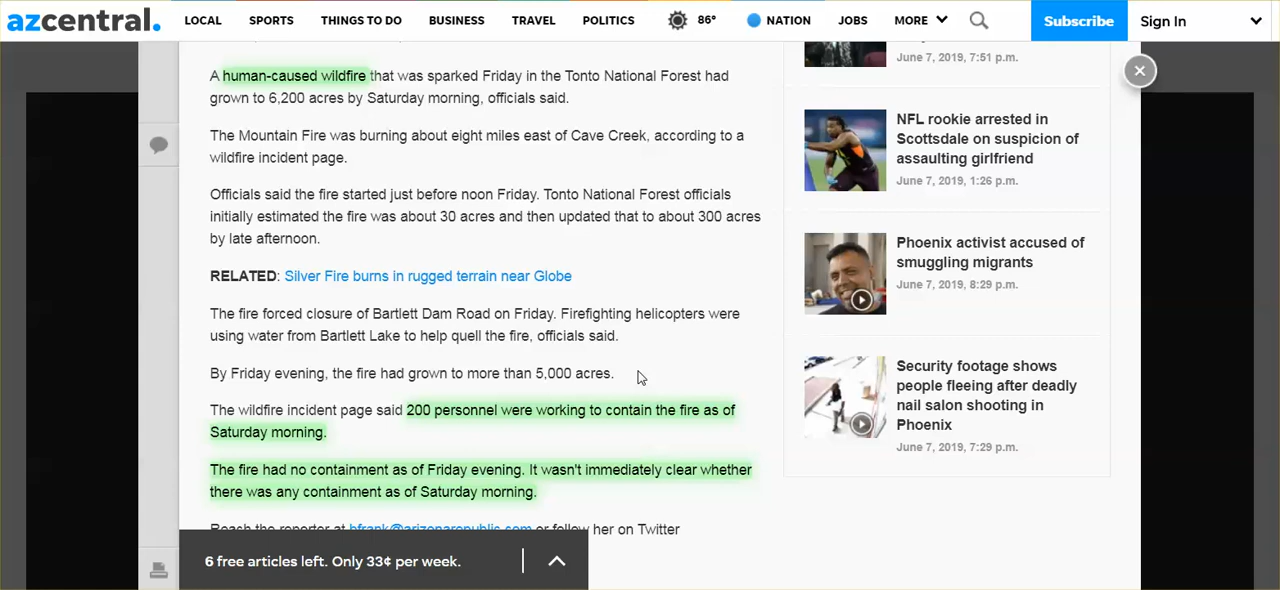 azcentral.
LOCAL SPORTS THINGS TO DO BUSINESS TRAVEL POLITICS 86° NATION JOBS MORE Subscribe Sign In
A human-caused wildfire that was sparked Friday in the Tonto National Forest had
grown to 6,200 acres by Saturday morning, officials said.
The Mountain Fire was burning about eight miles east of Cave Creek, according to a
wildfire incident page.
Officials said the fire started just before noon Friday. Tonto National Forest officials
initially estimated the fire was about 30 acres and then updated that to about 300 acres
by late afternoon.
RELATED: Silver Fire burns in rugged terrain near Globe
The fire forced closure of Bartlett Dam Road on Friday. Firefighting helicopters were
using water from Bartlett Lake to help quell the fire, officials said.
By Friday evening, the fire had grown to more than 5,000 acres.
The wildfire incident page said 200 personnel were working to contain the fire as of
Saturday morning.
The fire had no containment as of Friday evening. It wasn't immediately clear whether
there was any containment as of Saturday morning.
Reach the reporter at bfrank@arizonarepublic.com or follow her on Twitter
6 free articles left. Only 33¢ per week.
June 7, 2019, 7:51 p.m.
NFL rookie arrested in
Scottsdale on suspicion of
assaulting girlfriend
June 7, 2019, 1:26 p.m.
Phoenix activist accused of
smuggling migrants
June 7, 2019, 8:29 p.m.
Security footage shows
people fleeing after deadly
nail salon shooting in
Phoenix
June 7, 2019, 7:29 p.m.